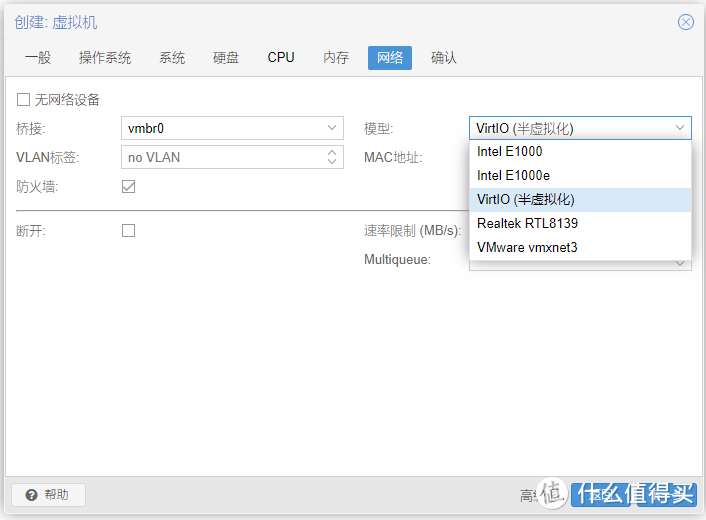 创建: 虚拟机
一般 操作系统 系统 硬盘 CPU 内存 网络 确认
无网络设备
桥接: vmbr0 模型: VirtIO (半虚拟化)
VLAN标签: no VLAN MAC地址: Intel E1000
Intel E1000e
防火墙: VirtIO (半虚拟化)
断开: 速率限制 (MB/s): Realtek RTL8139
Multiqueue: VMware vmxnet3
帮助 高级
值 什么值得买